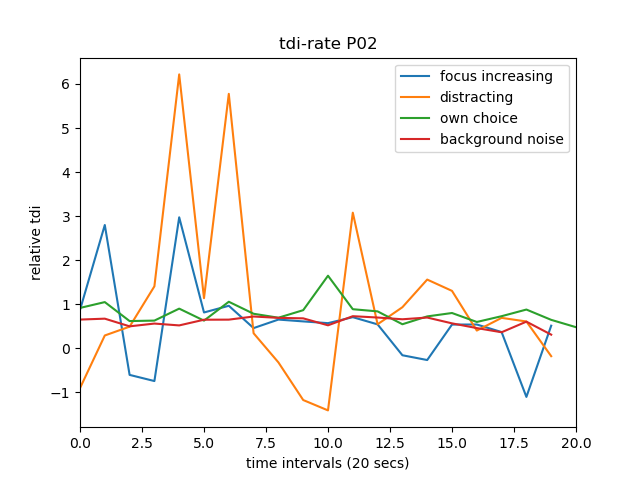 tdi-rate P02
focus increasing
distracting
own choice
background noise
relative tdi
6
5
4
3
2
1
0
−1
0.0 2.5 5.0 7.5 10.0 12.5 15.0 17.5 20.0
time intervals (20 secs)